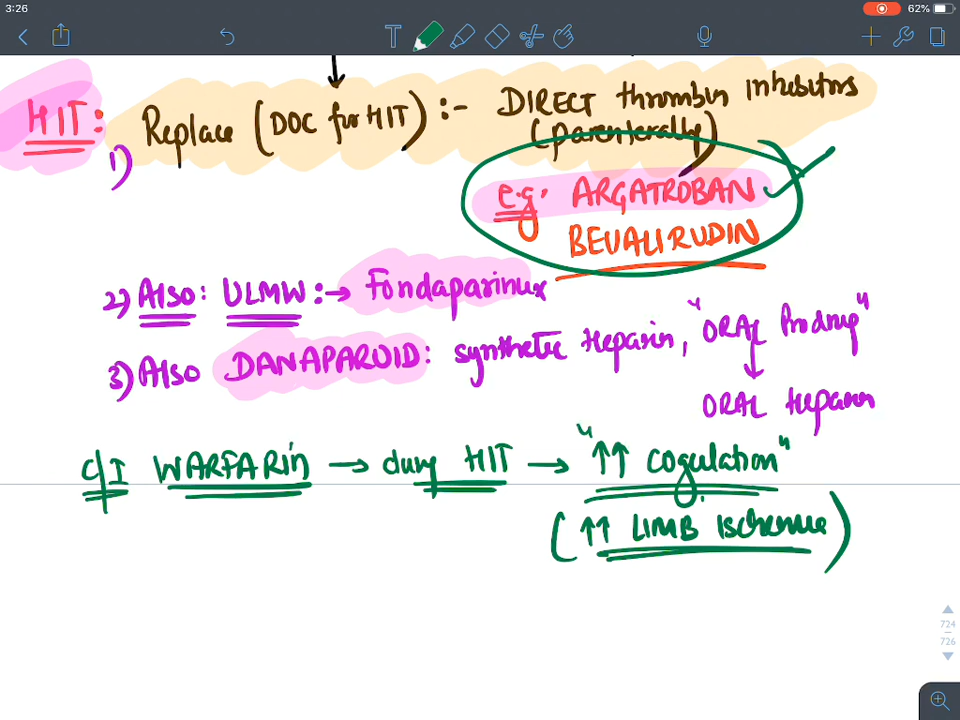 3:26
62%
T
HIT:
Replace (DOC for HIT) :- DIRECT thrombin inhibitors
(parenterally)
1)
e.g. ARGATROBAN
BEVALIRUDIN
2) Also: ULMW :→ Fondaparinux
3) Also DANAPAROID: synthetic Heparin, "ORAL Prodrug"
↓
ORAL Heparin
C/I WARFARIN → during HIT → "↑↑ cogulation"
(↑↑ LIMB ischemia)
724
726